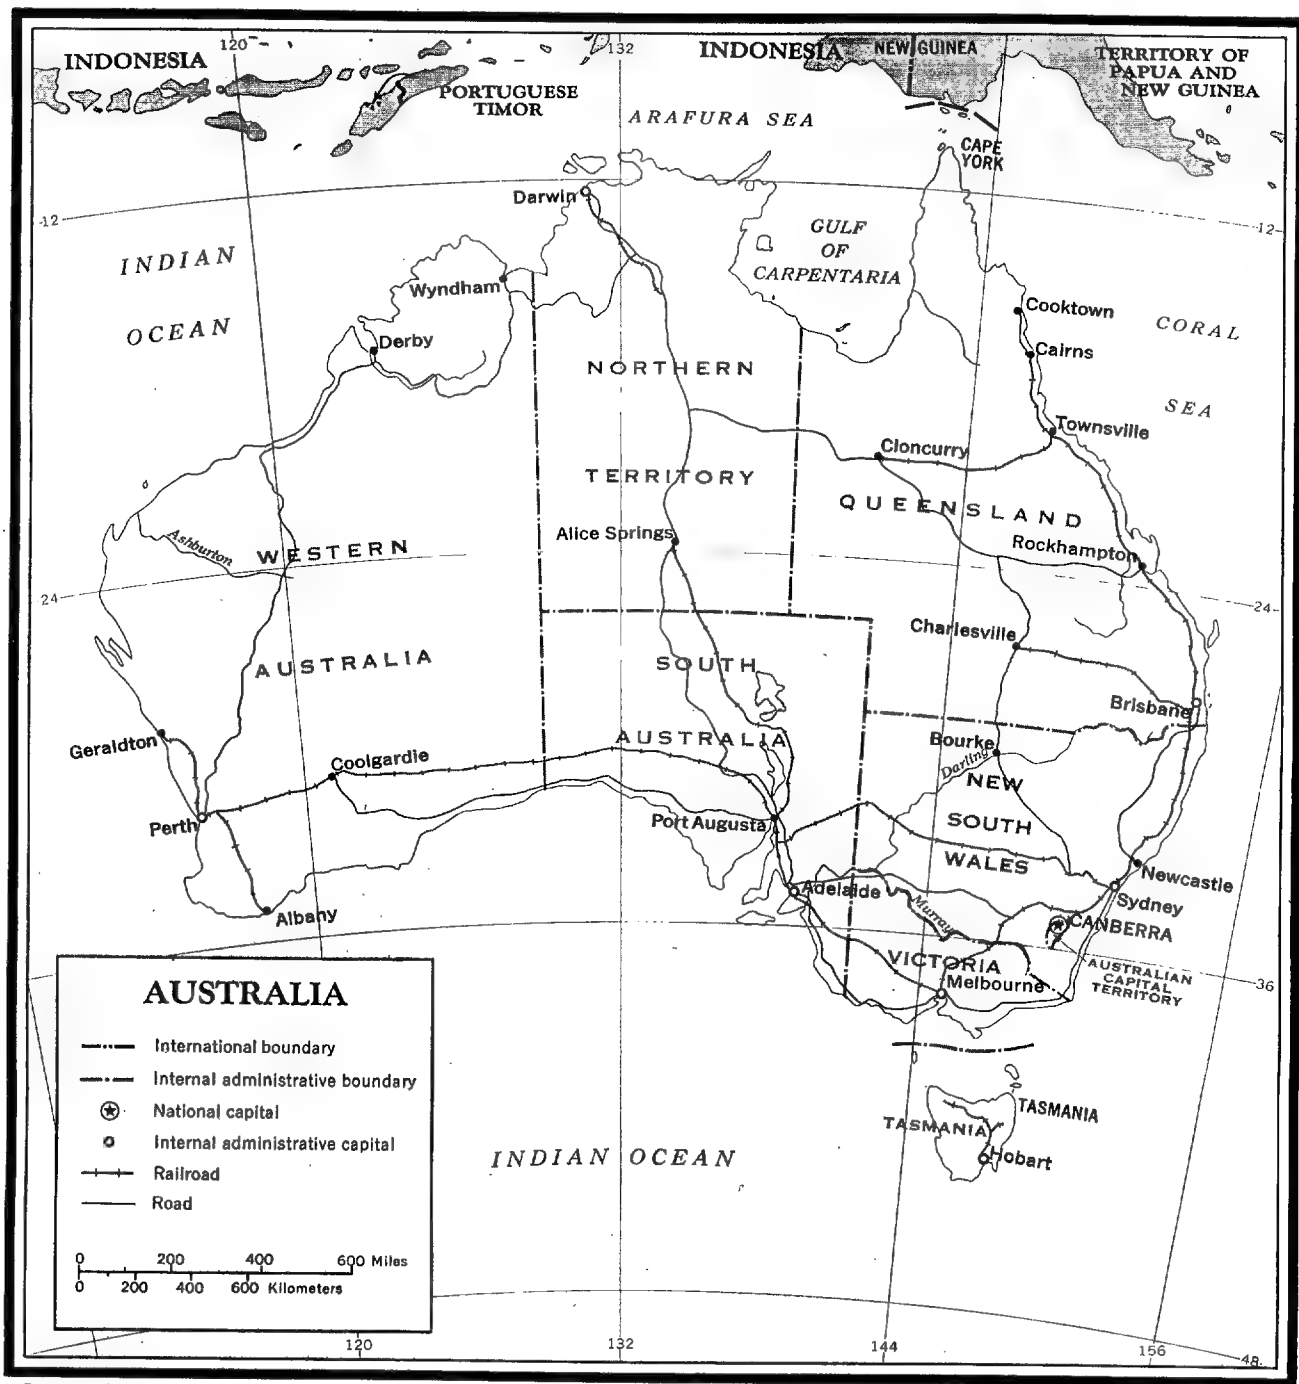 120
132
INDONESIA
INDONESIA
NEW GUINEA
TERRITORY OF
PAPUA AND
NEW GUINEA
PORTUGUESE
TIMOR
ARAFURA SEA
CAPE
YORK
Darwin
12
12
GULF
OF
CARPENTARIA
INDIAN
OCEAN
Wyndham
Derby
Cooktown
CORAL
SEA
Cairns
NORTHERN
TERRITORY
Townsville
Cloncurry
QUEENSLAND
Alice Springs
Rockhampton
Ashburton
WESTERN
AUSTRALIA
24
24
Charlesville
SOUTH
AUSTRALIA
Brisbane
Geraldton
Coolgardie
Bourke
Darling
NEW
SOUTH
WALES
Perth
Port Augusta
Newcastle
Adelaide
Sydney
Albany
Murray
CANBERRA
VICTORIA
AUSTRALIAN
CAPITAL
TERRITORY
Melbourne
36
AUSTRALIA
International boundary
Internal administrative boundary
National capital
Internal administrative capital
Railroad
Road
0 200 400 600 Miles
0 200 400 600 Kilometers
TASMANIA
TASMANIA
Hobart
INDIAN OCEAN
120
132
144
156
48